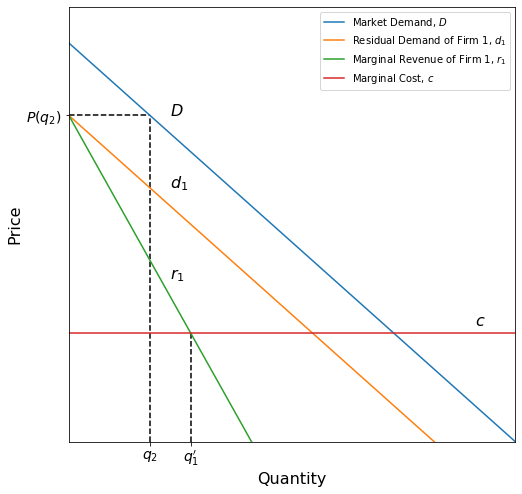 Market Demand, D
Residual Demand of Firm 1, d₁
Marginal Revenue of Firm 1, r₁
Marginal Cost, c
P(q₂)
D
d₁
r₁
c
Price
q₂
q₁′
Quantity